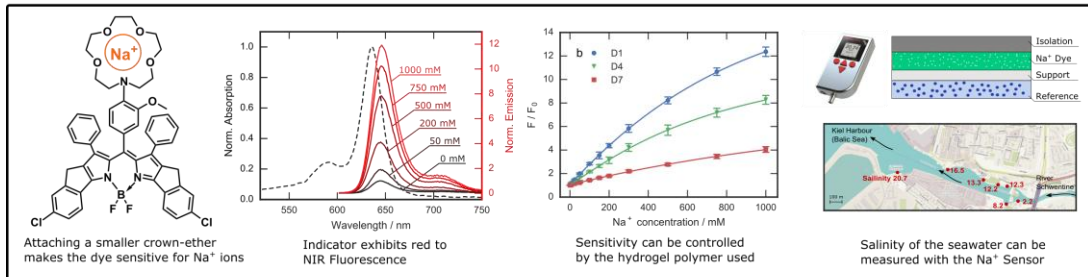 Na⁺
O
O
O
O
N
O
N
N
B
F
F
Cl
Cl
Attaching a smaller crown-ether
makes the dye sensitive for Na⁺ ions
Norm. Absorption
1.0
0.8
0.6
0.4
0.2
0.0
550
600
650
700
750
Wavelength / nm
1000 mM
750 mM
500 mM
200 mM
50 mM
0 mM
12
10
8
6
4
2
0
Norm. Emission
Indicator exhibits red to
NIR Fluorescence
b
D1
D4
D7
F / F₀
14
12
10
8
6
4
2
0
0
200
400
600
800
1000
Na⁺ concentration / mM
Sensitivity can be controlled
by the hydrogel polymer used
Isolation
Na⁺ Dye
Support
Reference
Kiel Harbour
(Balic Sea)
Sailinity 20.7
16.5
13.3
12.2
12.3
8.2
2.2
River
Schwentine
Salinity of the seawater can be
measured with the Na⁺ Sensor